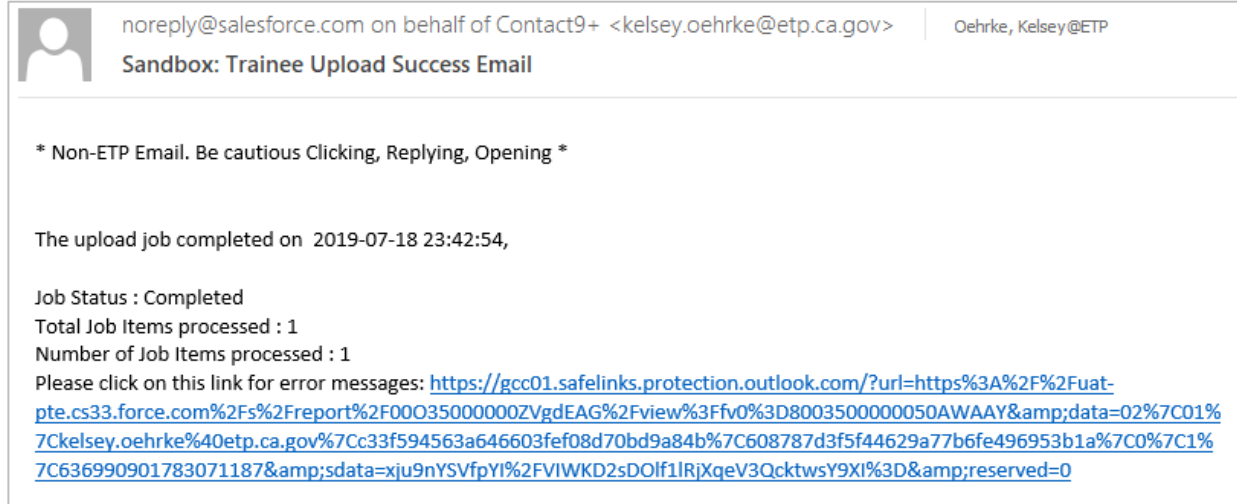 noreply@salesforce.com on behalf of Contact9+ <kelsey.oehrke@etp.ca.gov> Oehrke, Kelsey@ETP
Sandbox: Trainee Upload Success Email
* Non-ETP Email. Be cautious Clicking, Replying, Opening *
The upload job completed on 2019-07-18 23:42:54,
Job Status : Completed
Total Job Items processed : 1
Number of Job Items processed : 1
Please click on this link for error messages: https://gcc01.safelinks.protection.outlook.com/?url=https%3A%2F%2Fuat-
pte.cs33.force.com%2Fs%2Freport%2F00O35000000ZVgdEAG%2Fview%3Ffv0%3D8003500000050AWAAY&amp;data=02%7C01%
7Ckelsey.oehrke%40etp.ca.gov%7Cc33f594563a646603fef08d70bd9a84b%7C608787d3f5f44629a77b6fe496953b1a%7C0%7C1%
7C636990901783071187&amp;sdata=xju9nYSVfpYI%2FVIWKD2sDOlf1lRjXqeV3QcktwsY9XI%3D&amp;reserved=0